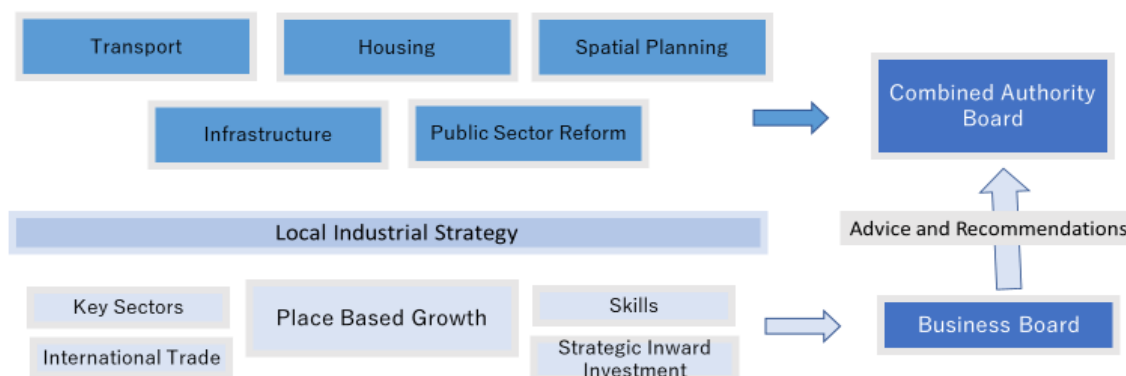 Transport
Housing
Spatial Planning
Infrastructure
Public Sector Reform
Combined Authority
Board
Local Industrial Strategy
Advice and Recommendations
Key Sectors
International Trade
Place Based Growth
Skills
Strategic Inward
Investment
Business Board